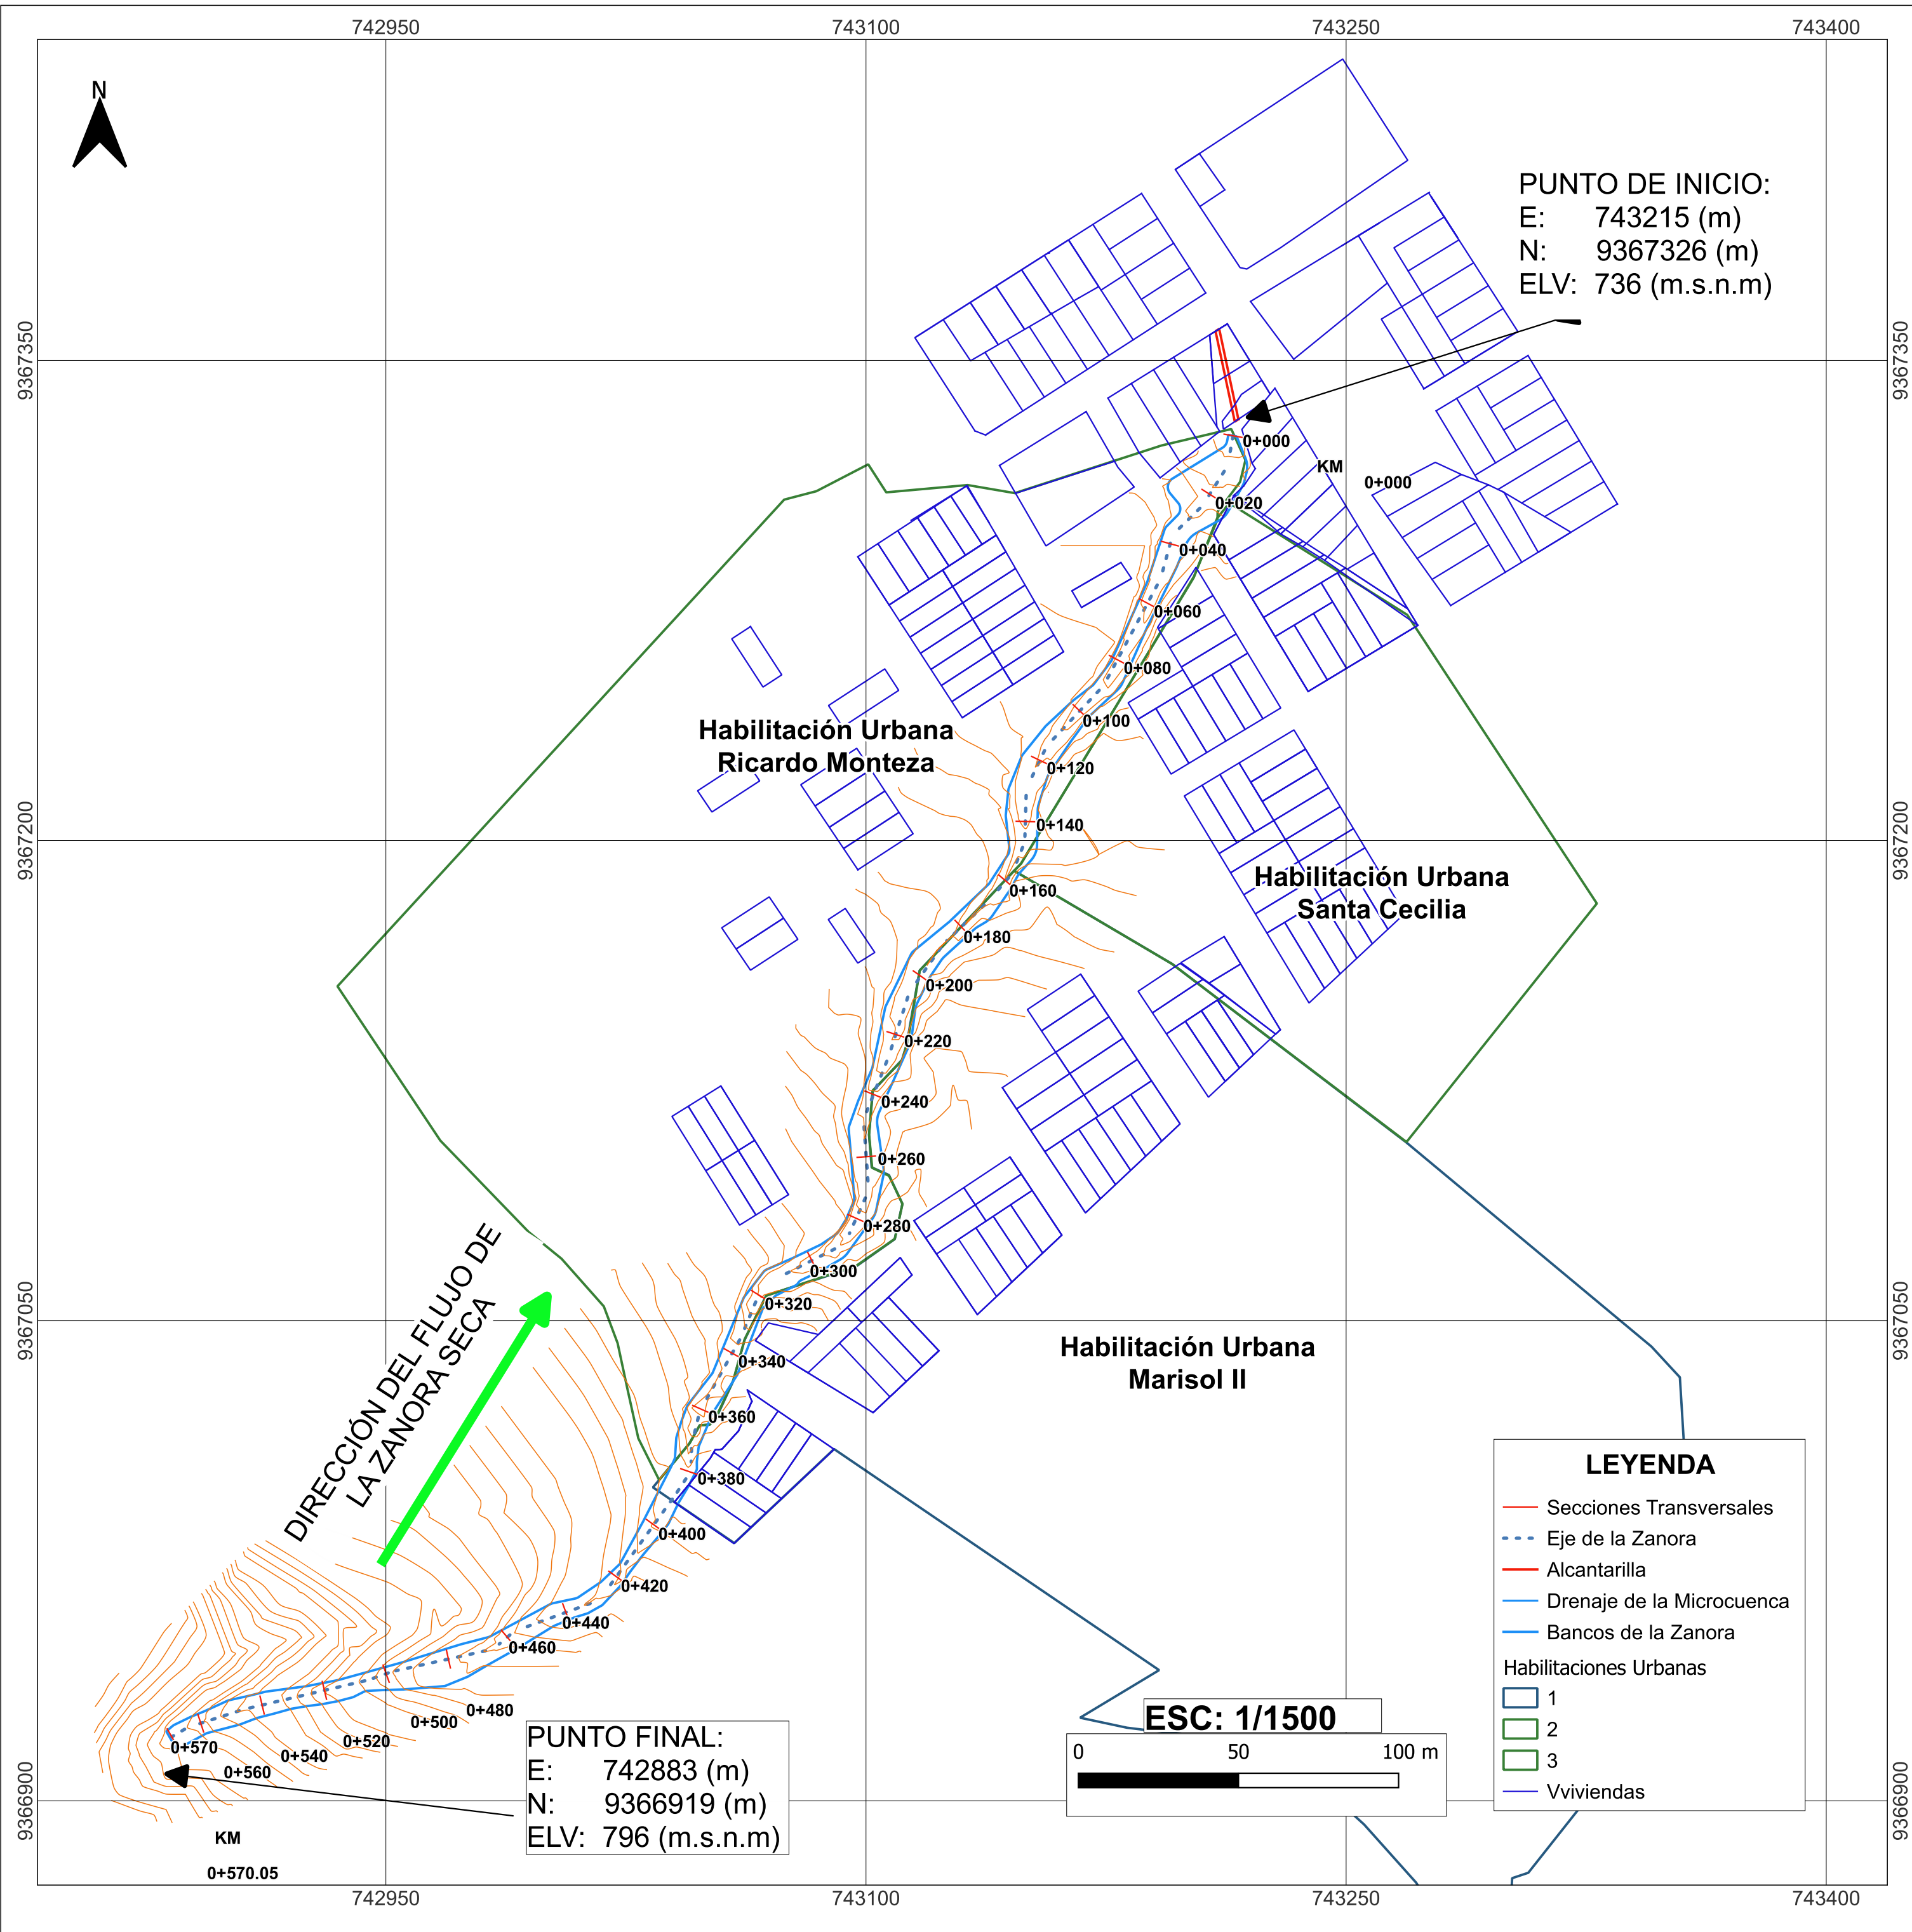 742950
743100
743250
743400
N
PUNTO DE INICIO:
E: 743215 (m)
N: 9367326 (m)
ELV: 736 (m.s.n.m)
9367350
9367350
0+000
KM
0+000
0+020
0+040
0+060
0+080
0+100
0+120
0+140
0+160
0+180
0+200
0+220
0+240
0+260
0+280
0+300
0+320
0+340
0+360
0+380
0+400
0+420
0+440
0+460
0+480
0+500
0+520
0+540
0+560
0+570
Habilitación Urbana
Ricardo Monteza
9367200
9367200
Habilitación Urbana
Santa Cecilia
9367050
9367050
Habilitación Urbana
Marisol II
DIRECCIÓN DEL FLUJO DE
LA ZANORA SECA
LEYENDA
Secciones Transversales
Eje de la Zanora
Alcantarilla
Drenaje de la Microcuenca
Bancos de la Zanora
Habilitaciones Urbanas
1
2
3
Vviviendas
ESC: 1/1500
0 50 100 m
PUNTO FINAL:
E: 742883 (m)
N: 9366919 (m)
ELV: 796 (m.s.n.m)
9366900
9366900
KM
0+570.05
742950
743100
743250
743400